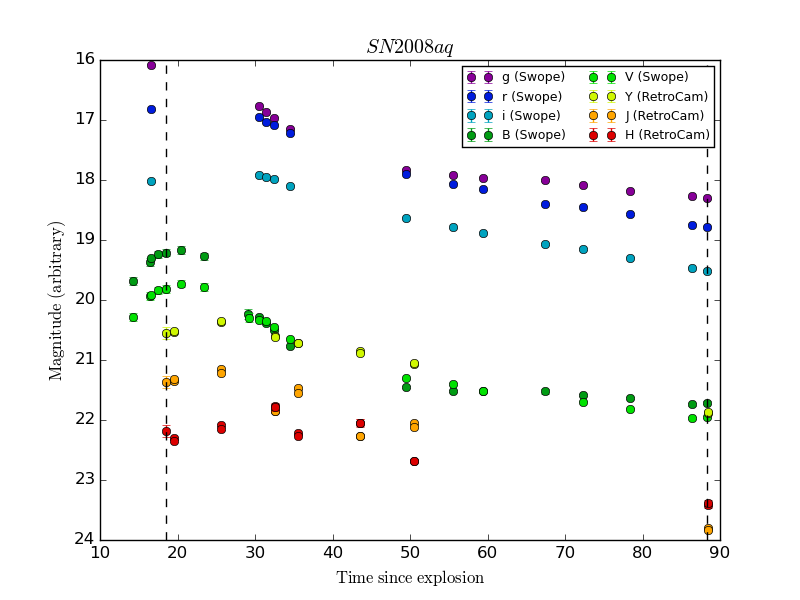 SN2008aq
g (Swope)
r (Swope)
i (Swope)
B (Swope)
V (Swope)
Y (RetroCam)
J (RetroCam)
H (RetroCam)
Magnitude (arbitrary)
16
17
18
19
20
21
22
23
24
10 20 30 40 50 60 70 80 90
Time since explosion